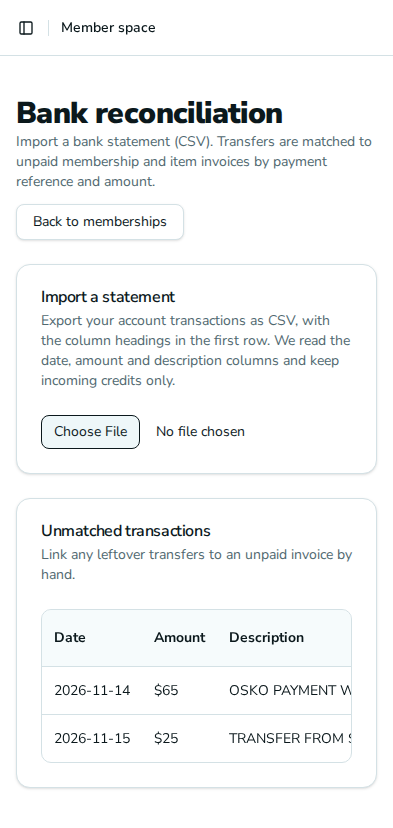 Member space
Bank reconciliation
Import a bank statement (CSV). Transfers are matched to
unpaid membership and item invoices by payment
reference and amount.
Back to memberships
Import a statement
Export your account transactions as CSV, with
the column headings in the first row. We read the
date, amount and description columns and keep
incoming credits only.
Choose File No file chosen
Unmatched transactions
Link any leftover transfers to an unpaid invoice by
hand.
Date Amount Description
2026-11-14 $65 OSKO PAYMENT
2026-11-15 $25 TRANSFER FROM